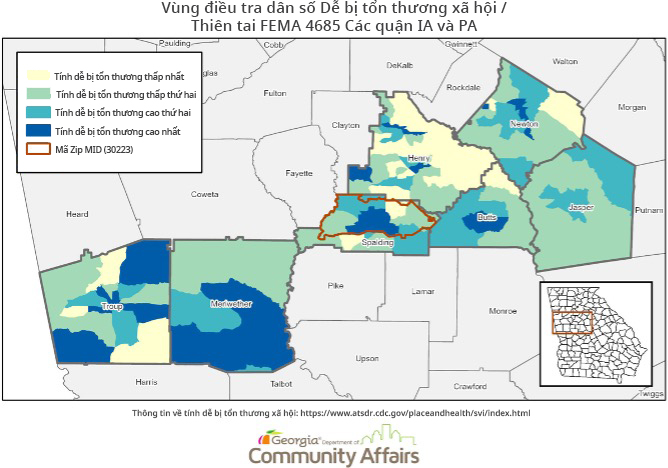 Vùng điều tra dân số Dễ bị tổn thương xã hội /
Thiên tai FEMA 4685 Các quận IA và PA
Paulding
Cobb
Gwinnett
Walton
DeKalb
Tính dễ bị tổn thương thấp nhất
Douglas
Rockdale
Fulton
Tính dễ bị tổn thương thấp thứ hai
Morgan
Tính dễ bị tổn thương cao thứ hai
Newton
Clayton
Tính dễ bị tổn thương cao nhất
Mã Zip MID (30223)
Henry
Fayette
Coweta
Heard
Jasper
Putnam
Butts
Spalding
Pike
Lamar
Meriwether
Troup
Monroe
Upson
Harris
Talbot
Crawford
Twiggs
Thông tin về tính dễ bị tổn thương xã hội: https://www.atsdr.cdc.gov/placeandhealth/svi/index.html
Georgia Department of
Community Affairs